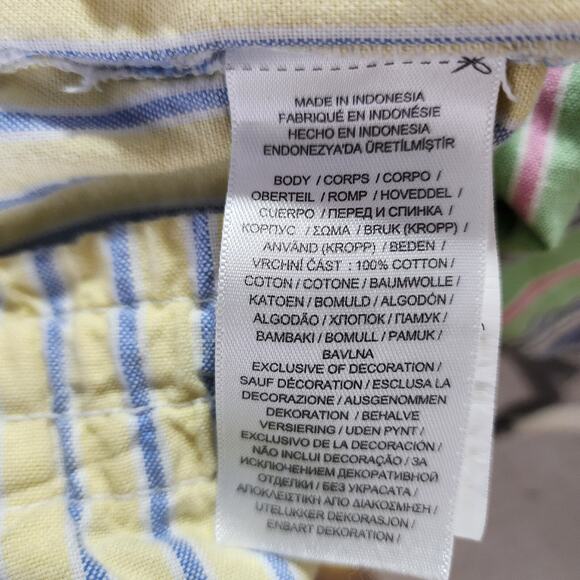 MADE IN INDONESIA
FABRIQUÉ EN INDONÉSIE
HECHO EN INDONESIA
ENDONEZYA'DA ÜRETİLMİŞTİR
BODY / CORPS / CORPO /
OBERTEIL / ROMP / HOVEDDEL /
CUERPO / ПЕРЕД И СПИНКА /
КОРПУС / ΣΩΜΑ / BRUK (KROPP) /
ANVÄND (KROPP) / BEDEN /
VRCHNÍ ČÁST : 100% COTTON /
COTON / COTONE / BAUMWOLLE /
KATOEN / BOMULD / ALGODÓN /
ALGODÃO / ХЛОПОК / ПАМУК /
BAMBAKI / BOMULL / PAMUK /
BAVLNA
EXCLUSIVE OF DECORATION /
SAUF DÉCORATION / ESCLUSA LA
DECORAZIONE / AUSGENOMMEN
DEKORATION / BEHALVE
VERSIERING / UDEN PYNT /
EXCLUSIVO DE LA DECORACIÓN /
NÃO INCLUI DECORAÇÃO / ЗА
ИСКЛЮЧЕНИЕМ ДЕКОРАТИВНОЙ
ОТДЕЛКИ / БЕЗ УКРАСАТА /
ΑΠΟΚΛΕΙΣΤΙΚΗ ΑΠΟ ΔΙΑΚΟΣΜΗΣΗ /
UTELUKKER DEKORASJON /
ENBART DEKORATION /